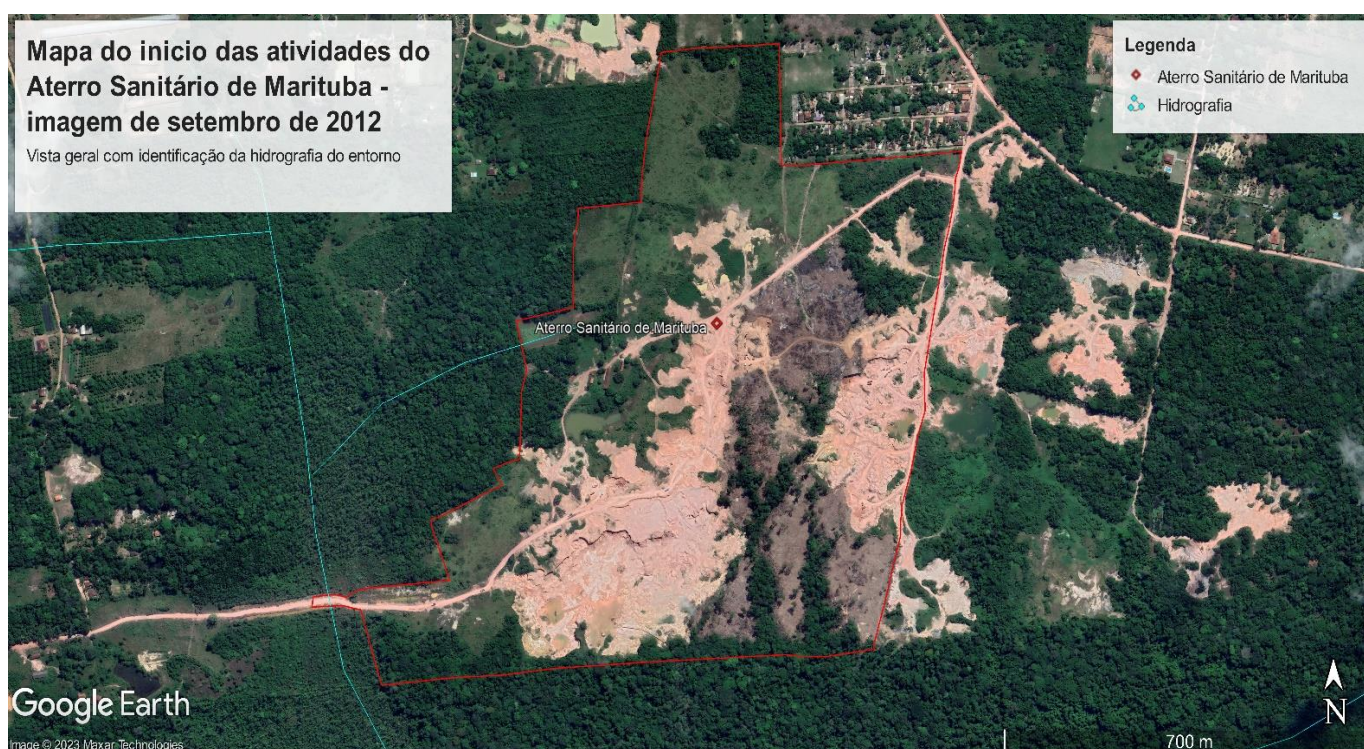 Mapa do inicio das atividades do
Aterro Sanitário de Marituba -
imagem de setembro de 2012
Vista geral com identificação da hidrografia do entorno
Legenda
Aterro Sanitário de Marituba
Hidrografia
Aterro Sanitário de Marituba
Google Earth
Image © 2023 Maxar Technologies
N
700 m